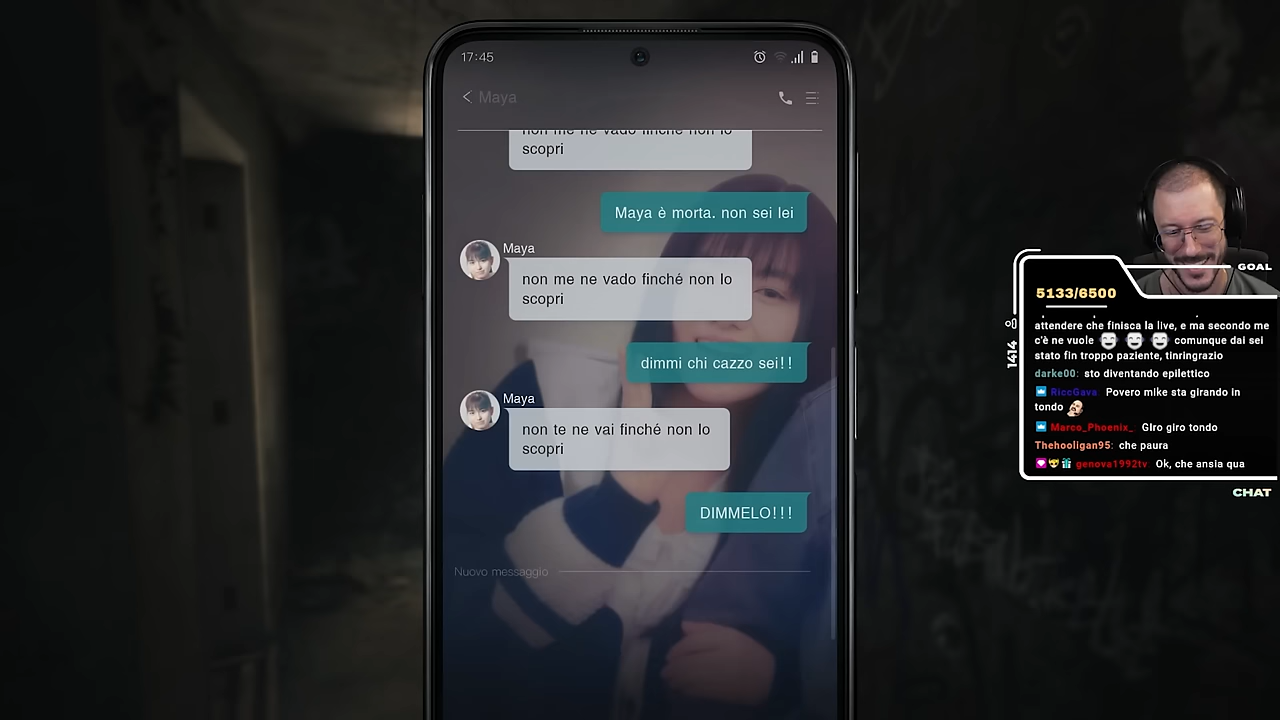 17:45
Maya
non me ne vado finché non lo
scopri
Maya è morta. non sei lei
Maya
non me ne vado finché non lo
scopri
dimmi chi cazzo sei!!
Maya
non te ne vai finché non lo
scopri
DIMMELO!!!
Nuovo messaggio
GOAL
5133/6500
1414
attendere che finisca la live, e ma secondo me
c'è ne vuole comunque dai sei
stato fin troppo paziente, tinringrazio
darke00: sto diventando epilettico
RiccGava: Povero mike sta girando in
tondo
Marco_Phoenix_: GIro giro tondo
Thehooligan95: che paura
genova1992tv: Ok, che ansia qua
CHAT